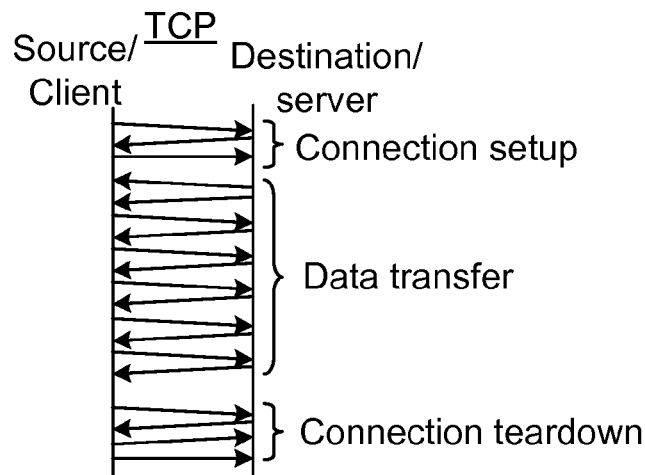 TCP
Source/
Client
Destination/
server
Connection setup
Data transfer
Connection teardown